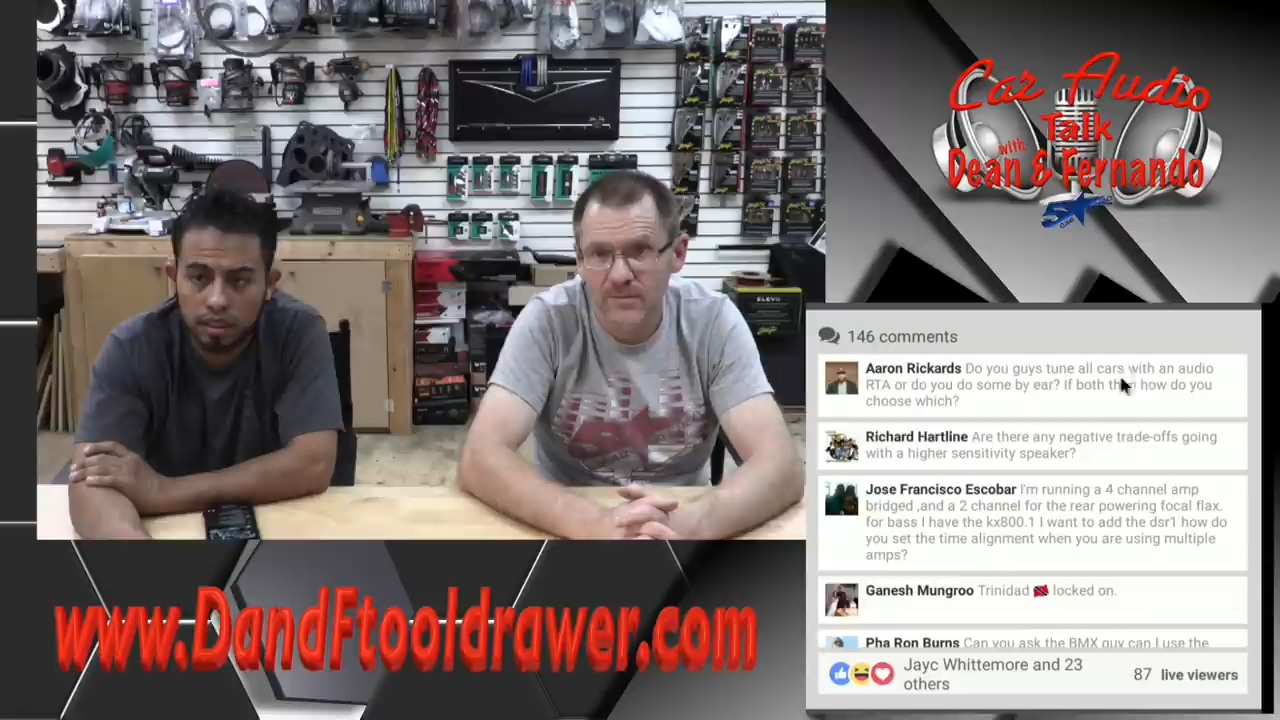 Car Audio
Talk
with
Dean & Fernando
5
ELEV8
146 comments
Aaron Rickards Do you guys tune all cars with an audio
RTA or do you do some by ear? If both how do you
choose which?
Richard Hartline Are there any negative trade-offs going
with a higher sensitivity speaker?
Jose Francisco Escobar I'm running a 4 channel amp
bridged ,and a 2 channel for the rear powering focal flax.
for bass I have the kx800.1 I want to add the dsr1 how do
you set the time alignment when you are using multiple
amps?
Ganesh Mungroo Trinidad 🇹🇹 locked on.
Pha Ron Burns Can you ask the BMX guy can I use the
Jayc Whittemore and 23
others
87 live viewers
www.DandFtooldrawer.com